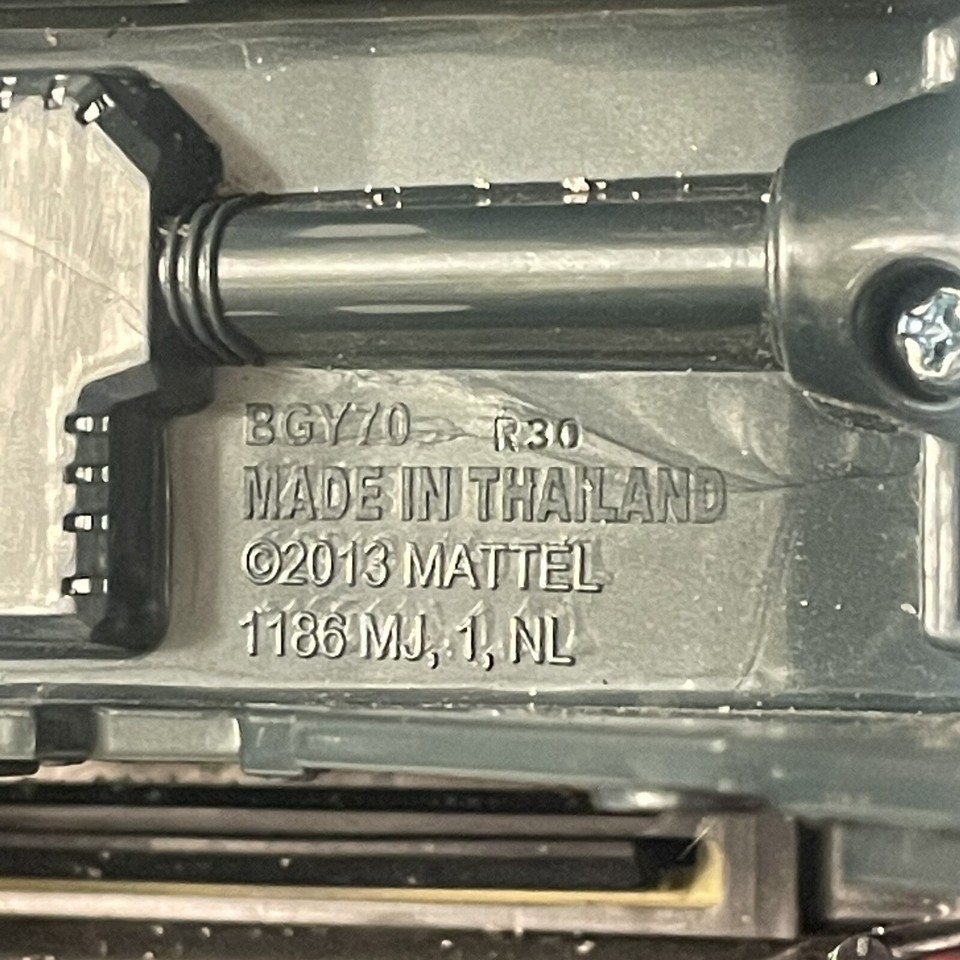 BGY70 R30
MADE IN THAILAND
©2013 MATTEL
1186 MJ, 1, NL